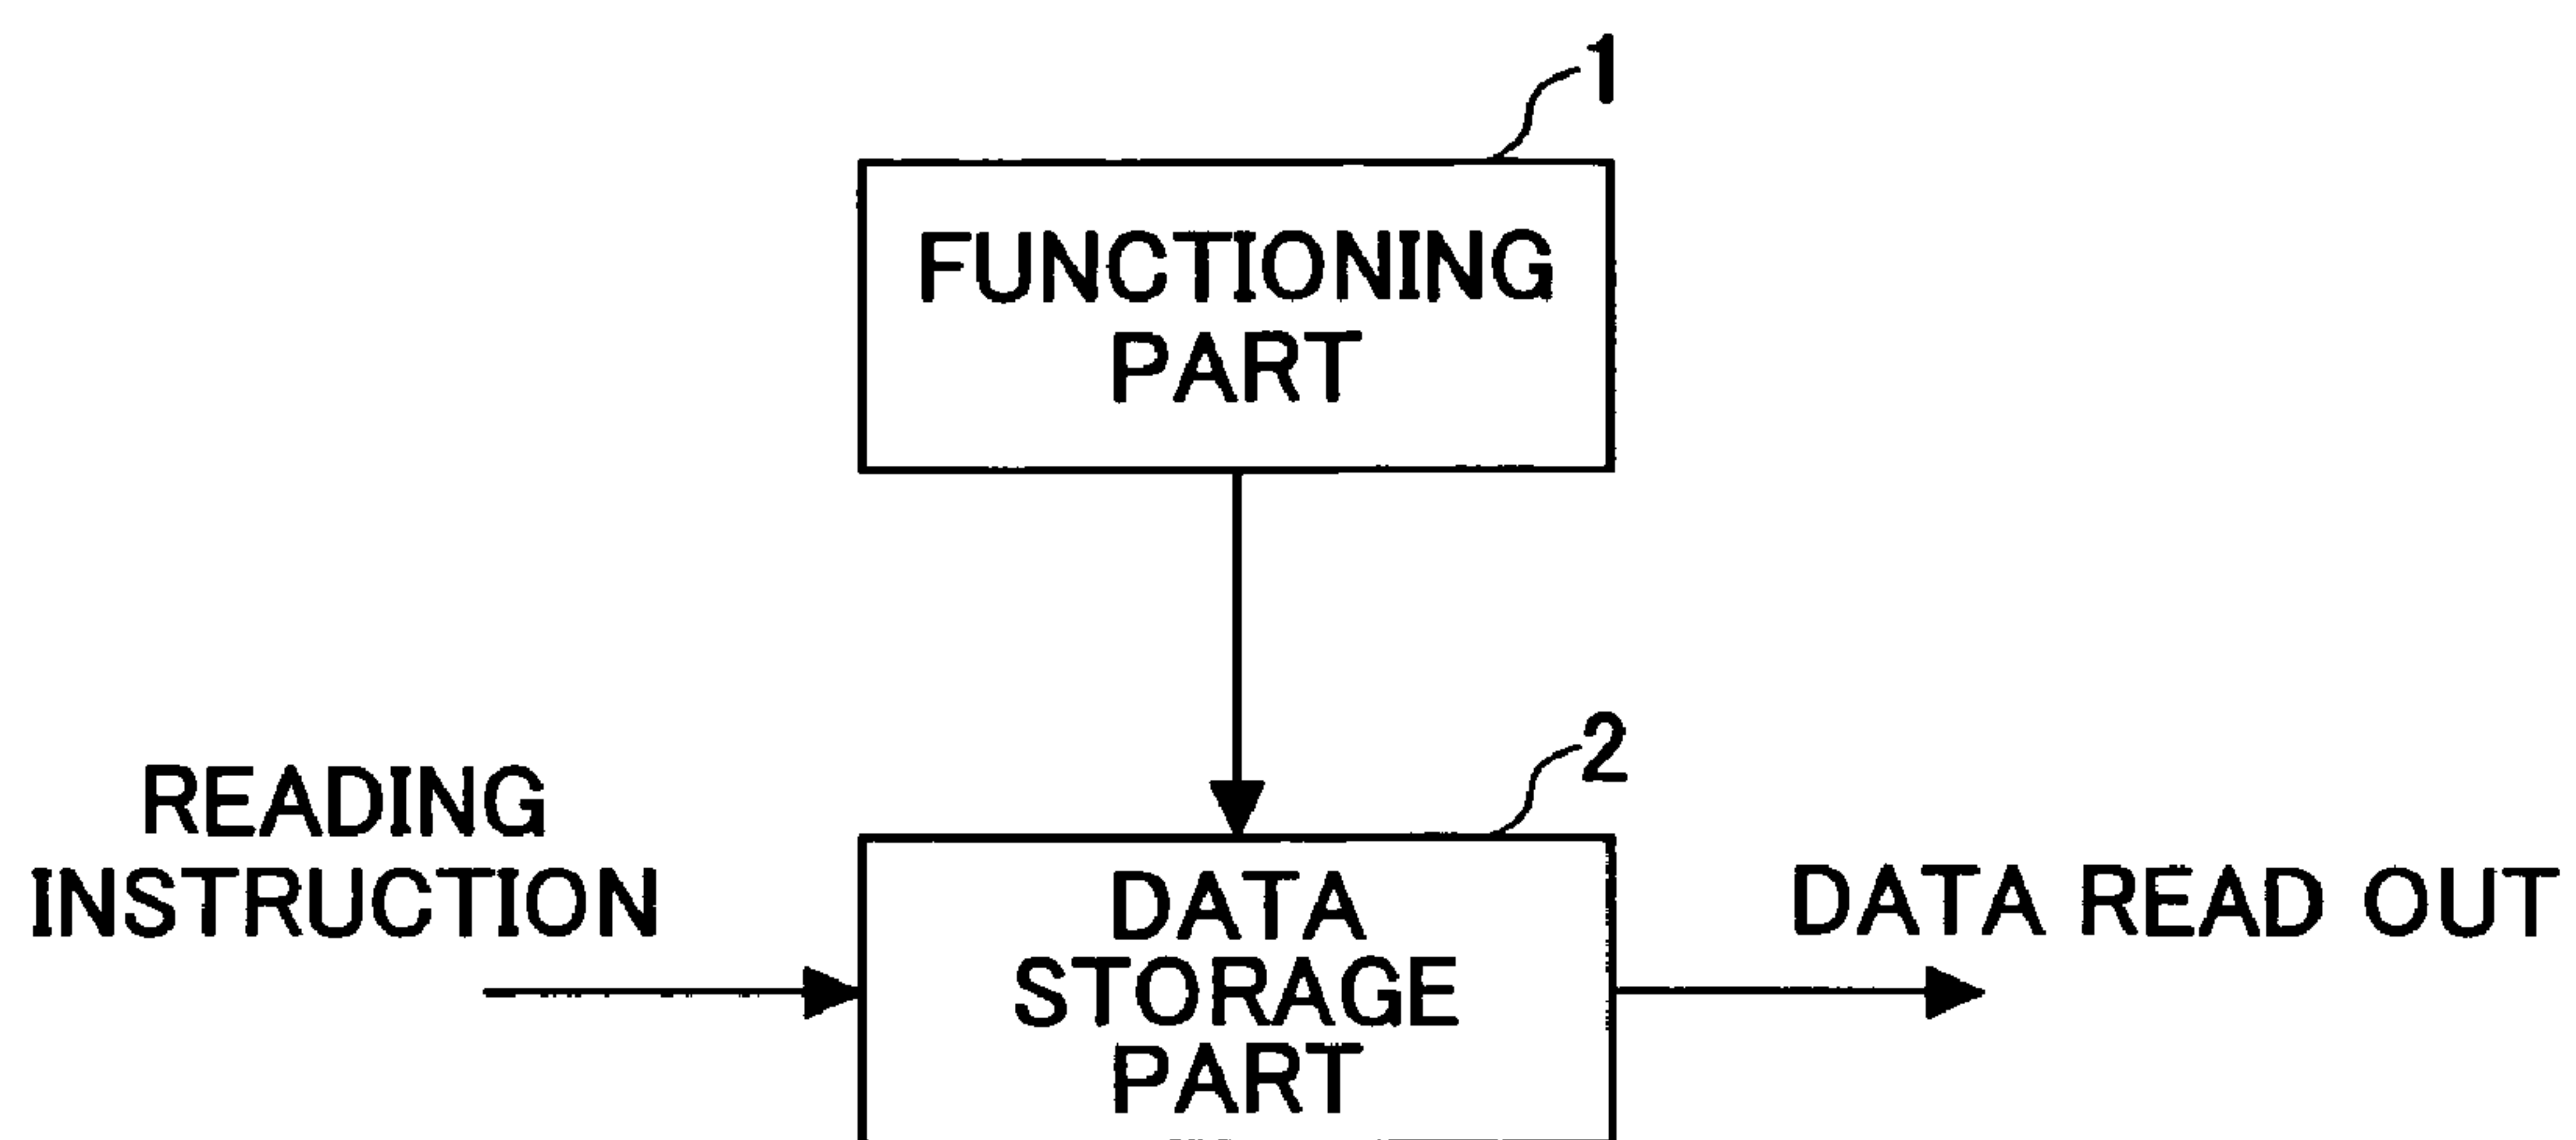 1
FUNCTIONING
PART
2
READING
INSTRUCTION
DATA
STORAGE
PART
DATA READ OUT